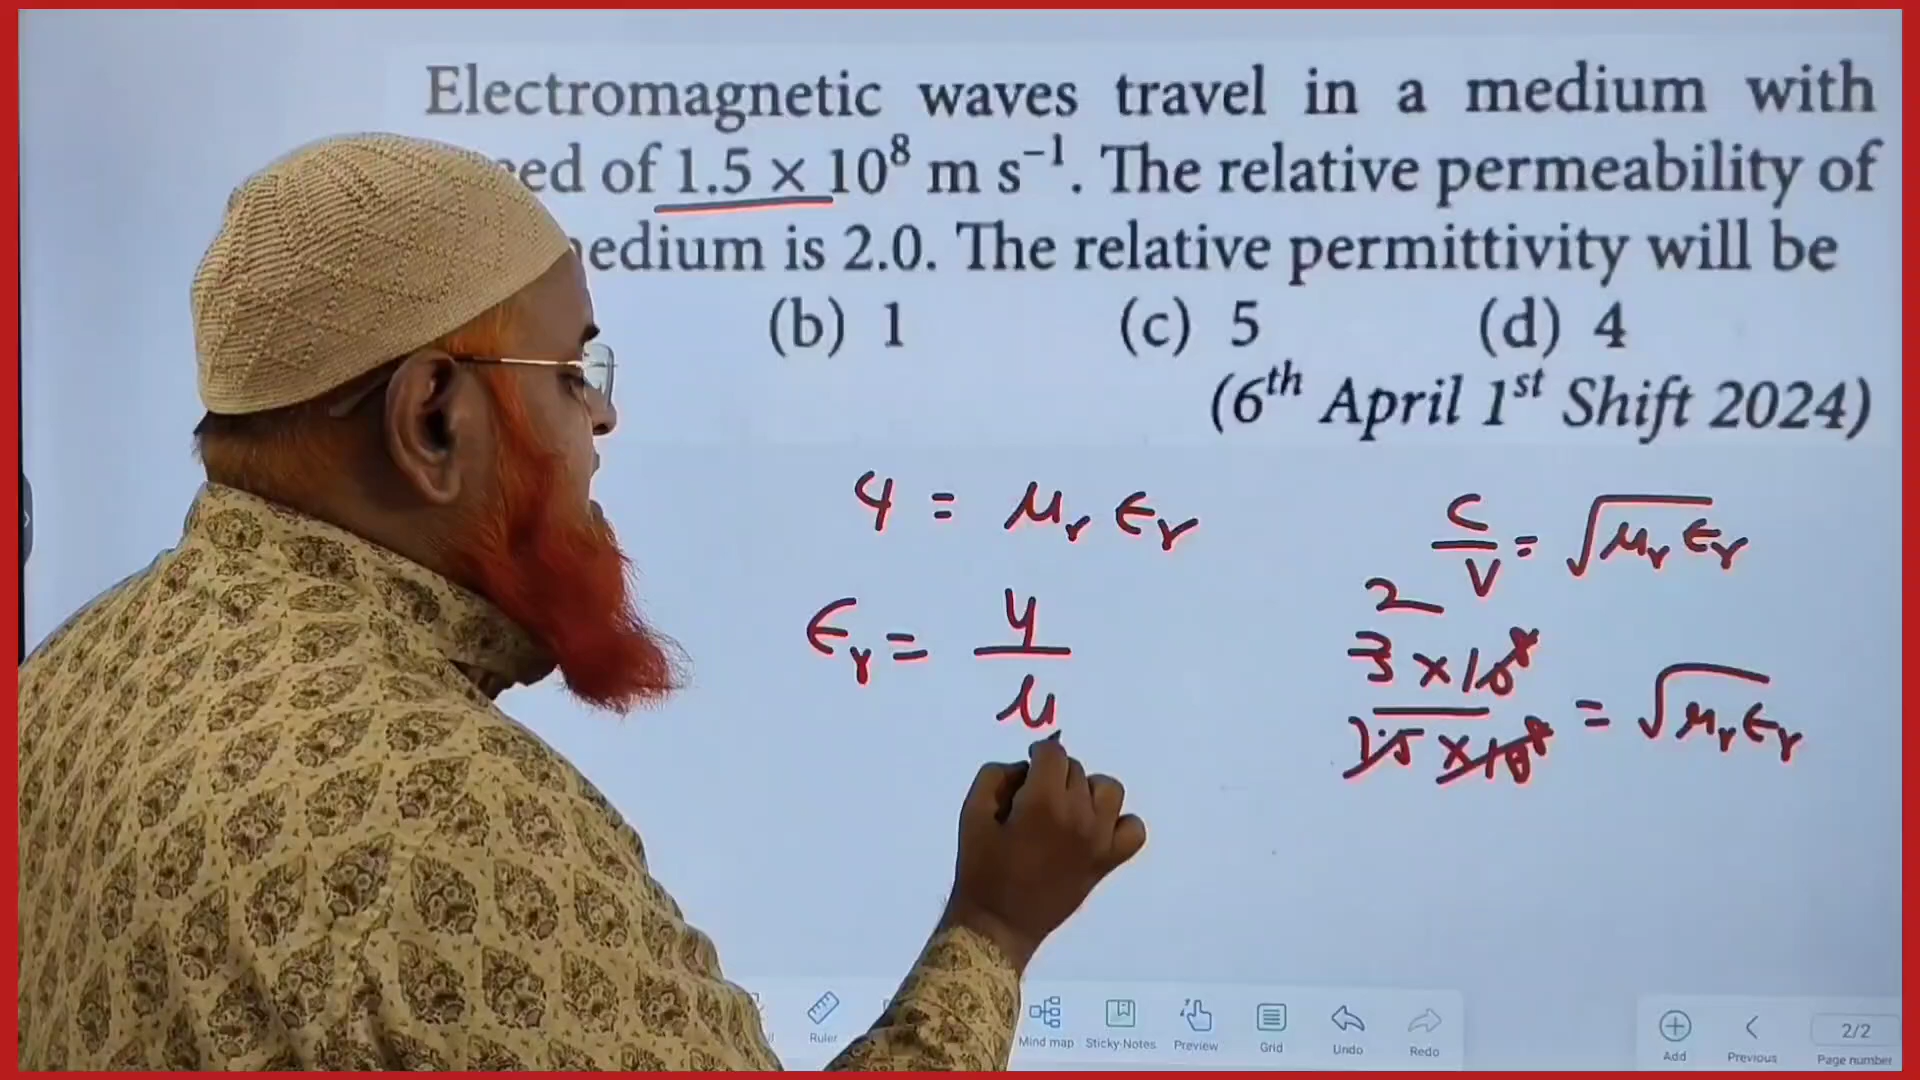 Electromagnetic waves travel in a medium with
eed of 1.5 × 10⁸ m s⁻¹. The relative permeability of
edium is 2.0. The relative permittivity will be
(b) 1 (c) 5 (d) 4
(6th April 1st Shift 2024)
4 = μr ϵr
C/V = √μr ϵr
ϵr = 4/μ
2
3 × 10⁸ / 1.5 × 10⁸ = √μr ϵr
Ruler Mind map Sticky Notes Preview Grid Undo Redo Add Previous 2/2 Page number